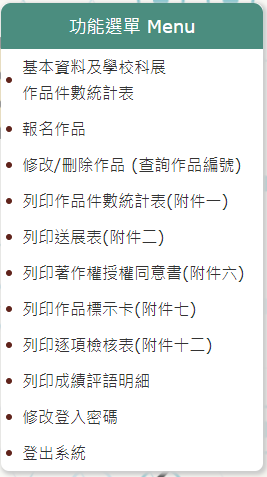 功能選單 Menu
基本資料及學校科展
作品件數統計表
報名作品
修改/刪除作品 (查詢作品編號)
列印作品件數統計表(附件一)
列印送展表(附件二)
列印著作權授權同意書(附件六)
列印作品標示卡(附件七)
列印逐項檢核表(附件十二)
列印成績評語明細
修改登入密碼
登出系統